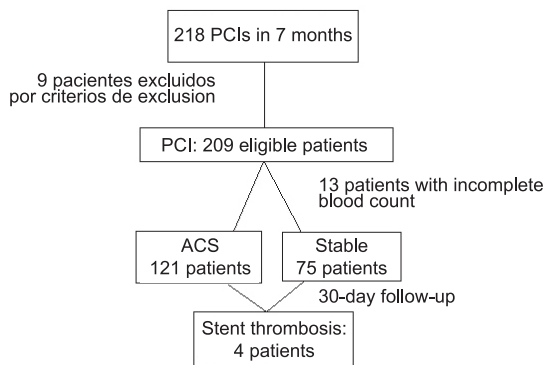 218 PCIs in 7 months
9 pacientes excluidos
por criterios de exclusion
PCI: 209 eligible patients
13 patients with incomplete
blood count
ACS
121 patients
Stable
75 patients
30-day follow-up
Stent thrombosis:
4 patients